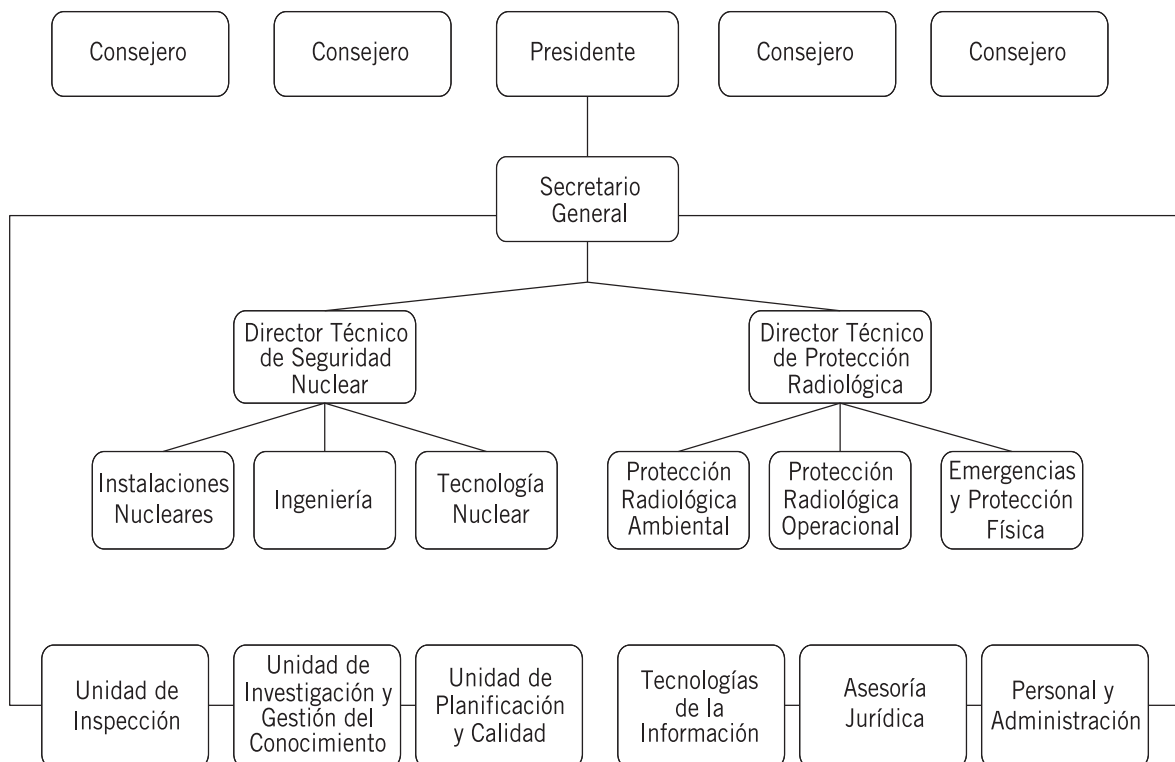 Consejero
Consejero
Presidente
Consejero
Consejero
Secretario
General
Director Técnico
de Seguridad
Nuclear
Director Técnico
de Protección
Radiológica
Instalaciones
Nucleares
Ingeniería
Tecnología
Nuclear
Protección
Radiológica
Ambiental
Protección
Radiológica
Operacional
Emergencias
y Protección
Física
Unidad de
Inspección
Unidad de
Investigación y
Gestión del
Conocimiento
Unidad de
Planificación
y Calidad
Tecnologías
de la
Información
Asesoría
Jurídica
Personal y
Administración